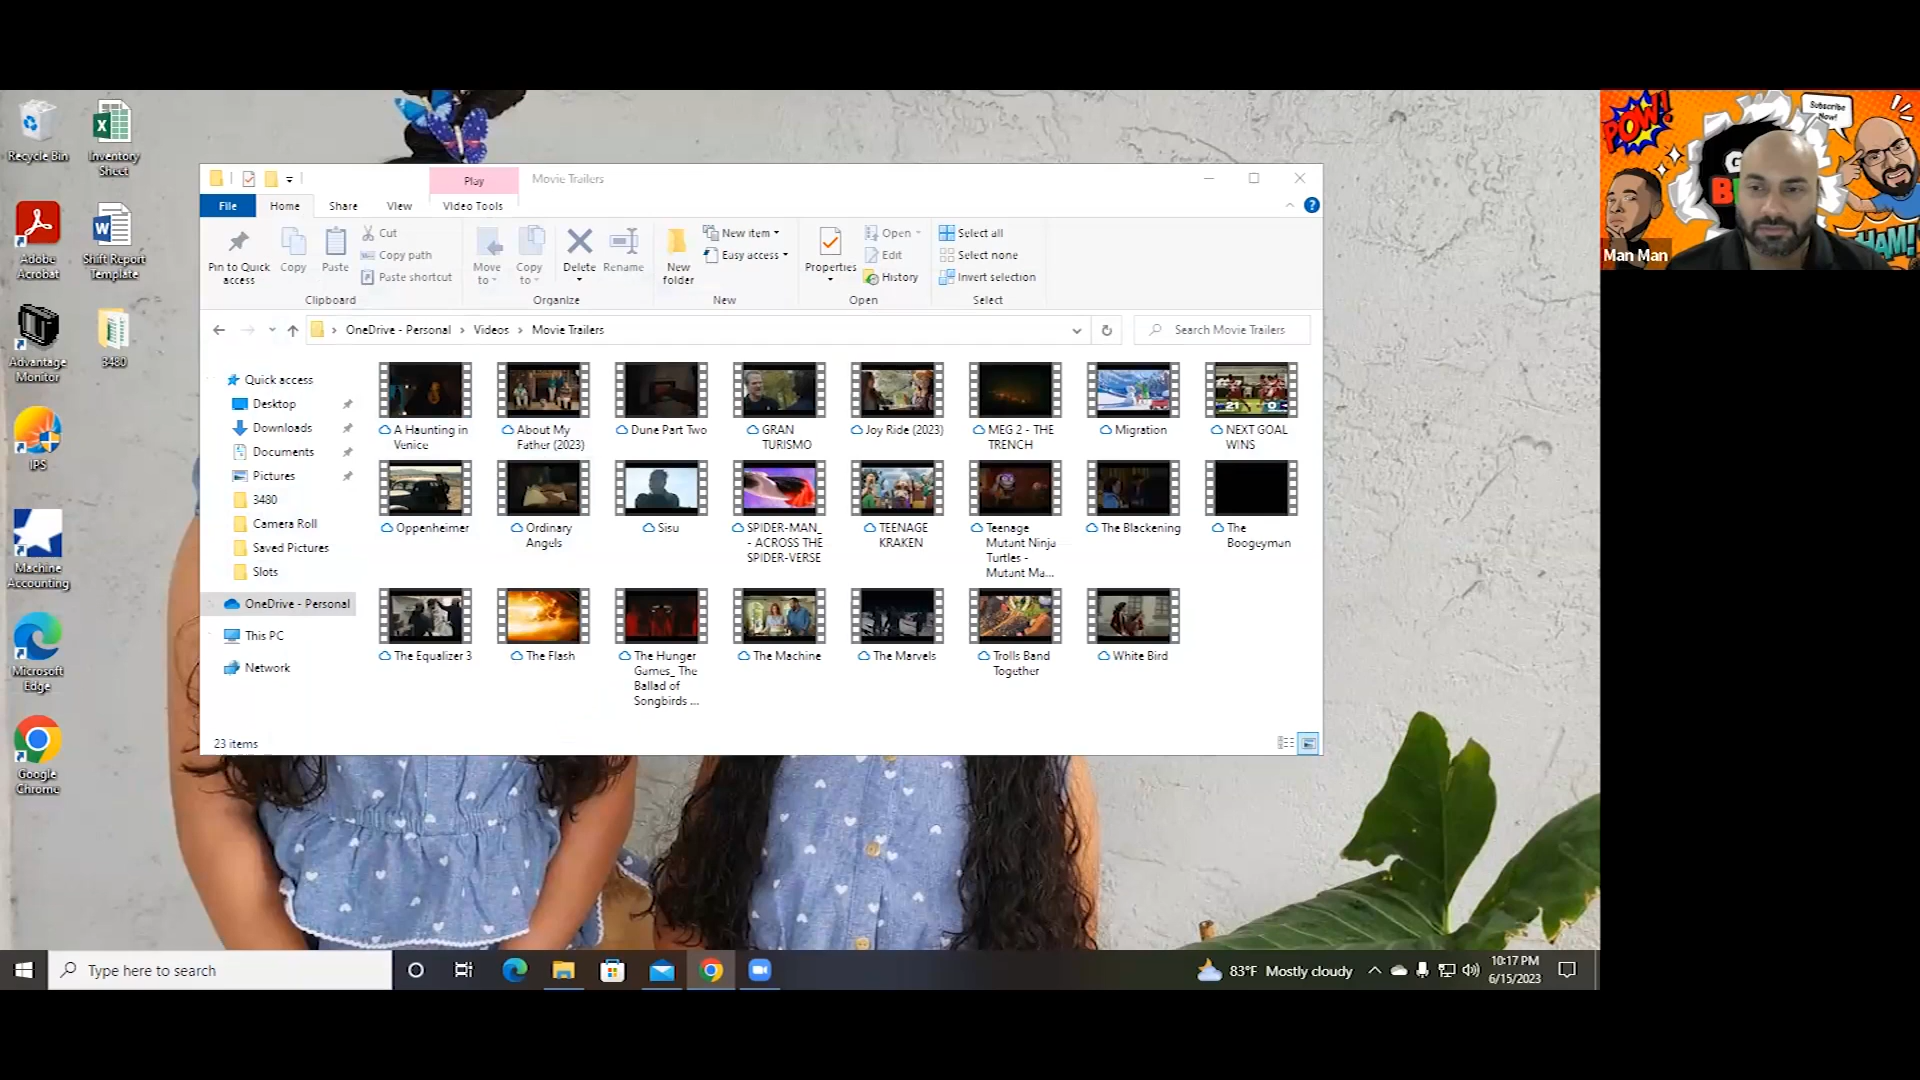 Recycle Bin
Inventory
Sheet
Adobe
Acrobat
Shift Report
Template
Advantage
Monitor
3480
IPS
Machine
Accounting
Microsoft
Edge
Google
Chrome
Play
Movie Trailers
File
Home
Share
View
Video Tools
Pin to Quick
access
Copy
Paste
Cut
Copy path
Paste shortcut
Clipboard
Move
to
Copy
to
Delete
Rename
Organize
New
folder
New item
Easy access
New
Properties
Open
Edit
History
Open
Select all
Select none
Invert selection
Select
OneDrive - Personal > Videos > Movie Trailers
Search Movie Trailers
Quick access
Desktop
Downloads
Documents
Pictures
3480
Camera Roll
Saved Pictures
Slots
OneDrive - Personal
This PC
Network
A Haunting in
Venice
About My
Father (2023)
Dune Part Two
GRAN
TURISMO
Joy Ride (2023)
MEG 2 - THE
TRENCH
Migration
21 0
NEXT GOAL
WINS
Oppenheimer
Ordinary
Angels
Sisu
SPIDER-MAN_
- ACROSS THE
SPIDER-VERSE
TEENAGE
KRAKEN
Teenage
Mutant Ninja
Turtles -
Mutant Ma...
The Blackening
The
Boogeyman
The Equalizer 3
The Flash
The Hunger
Games_ The
Ballad of
Songbirds ...
The Machine
The Marvels
Trolls Band
Together
White Bird
23 items
Type here to search
83°F Mostly cloudy
10:17 PM
6/15/2023
POW!
Subscribe
Now!
Man Man